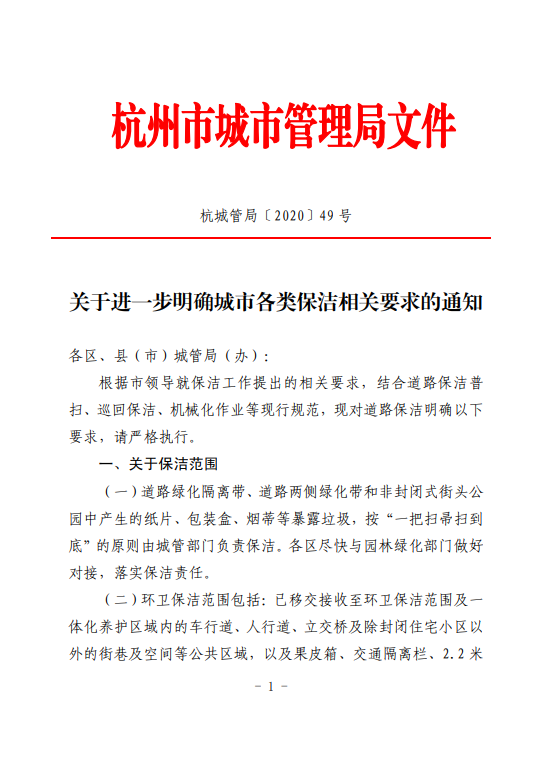 杭州市城市管理局文件
杭城管局〔2020〕49 号
关于进一步明确城市各类保洁相关要求的通知
各区、县（市）城管局（办）：
根据市领导就保洁工作提出的相关要求，结合道路保洁普
扫、巡回保洁、机械化作业等现行规范，现对道路保洁明确以下
要求，请严格执行。
一、关于保洁范围
（一）道路绿化隔离带、道路两侧绿化带和非封闭式街头公
园中产生的纸片、包装盒、烟蒂等暴露垃圾，按“一把扫帚扫到
底”的原则由城管部门负责保洁。各区尽快与园林绿化部门做好
对接，落实保洁责任。
（二）环卫保洁范围包括：已移交接收至环卫保洁范围及一
体化养护区域内的车行道、人行道、立交桥及除封闭住宅小区以
外的街巷及空间等公共区域，以及果皮箱、交通隔离栏、2.2 米
- 1 -